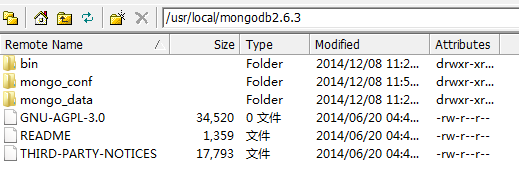 /usr/local/mongodb2.6.3
Remote Name / Size Type Modified Attributes
bin Folder 2014/12/08 11:2... drwxr-xr...
mongo_conf Folder 2014/12/08 11:5... drwxr-xr...
mongo_data Folder 2014/12/08 11:2... drwxr-xr...
GNU-AGPL-3.0 34,520 0 文件 2014/06/20 04:4... -rw-r--r--
README 1,359 文件 2014/06/20 04:4... -rw-r--r--
THIRD-PARTY-NOTICES 17,793 文件 2014/06/20 04:4... -rw-r--r--